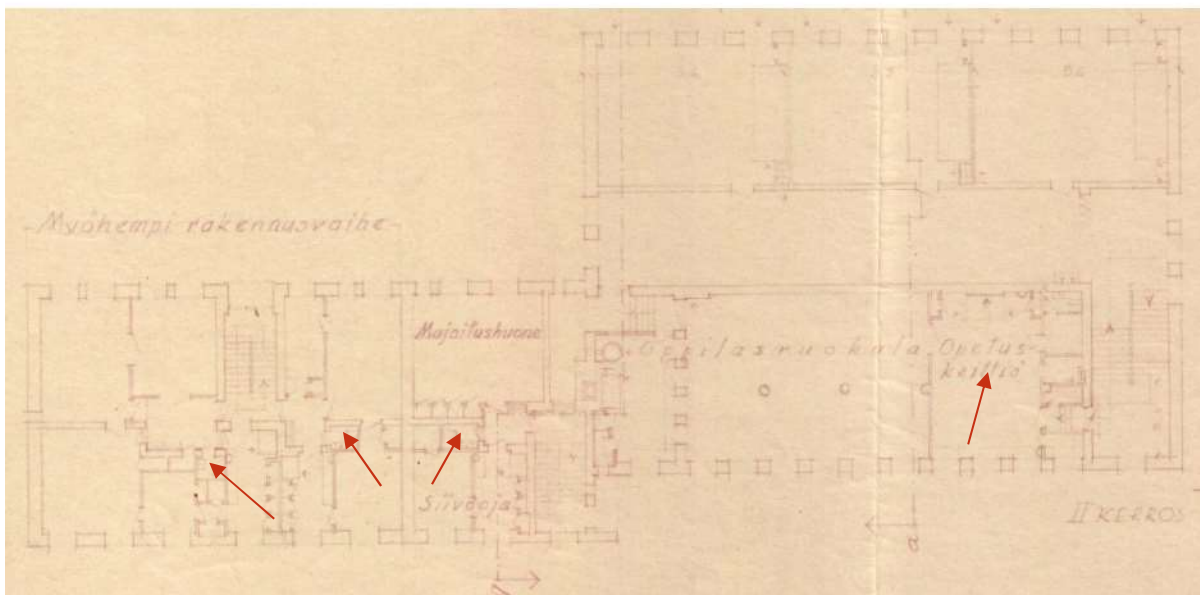 -Myöhempi rakennusvaihe-
Majoitushuone
Oppilasruokala
Opetus-
keittiö
Siivooja
II KERROS
a